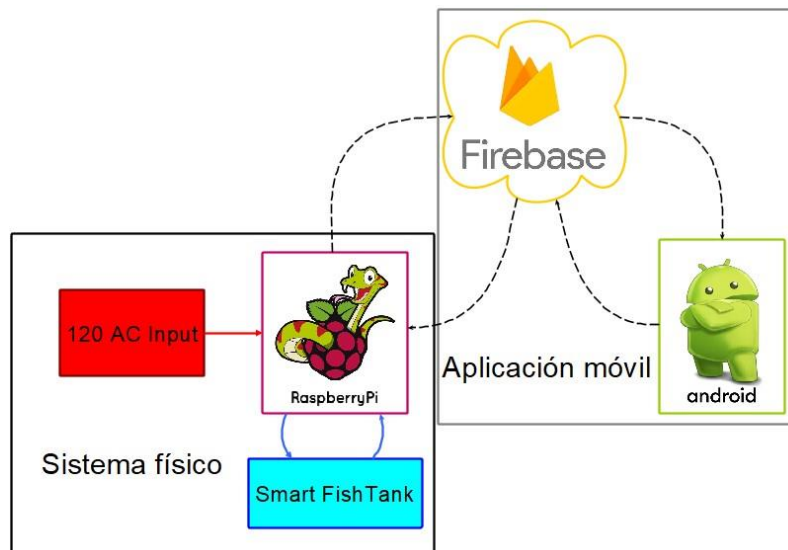 Firebase
120 AC Input
RaspberryPi
Aplicación móvil
android
Sistema físico
Smart FishTank